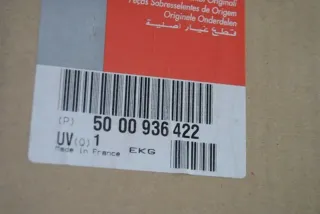 Originali
Peças Sobresselentes de Origem
Originele Onderdelen
قطع غيار أصلية
(P) 50 00 936 422
UV(Q) 1
Made in France EKG